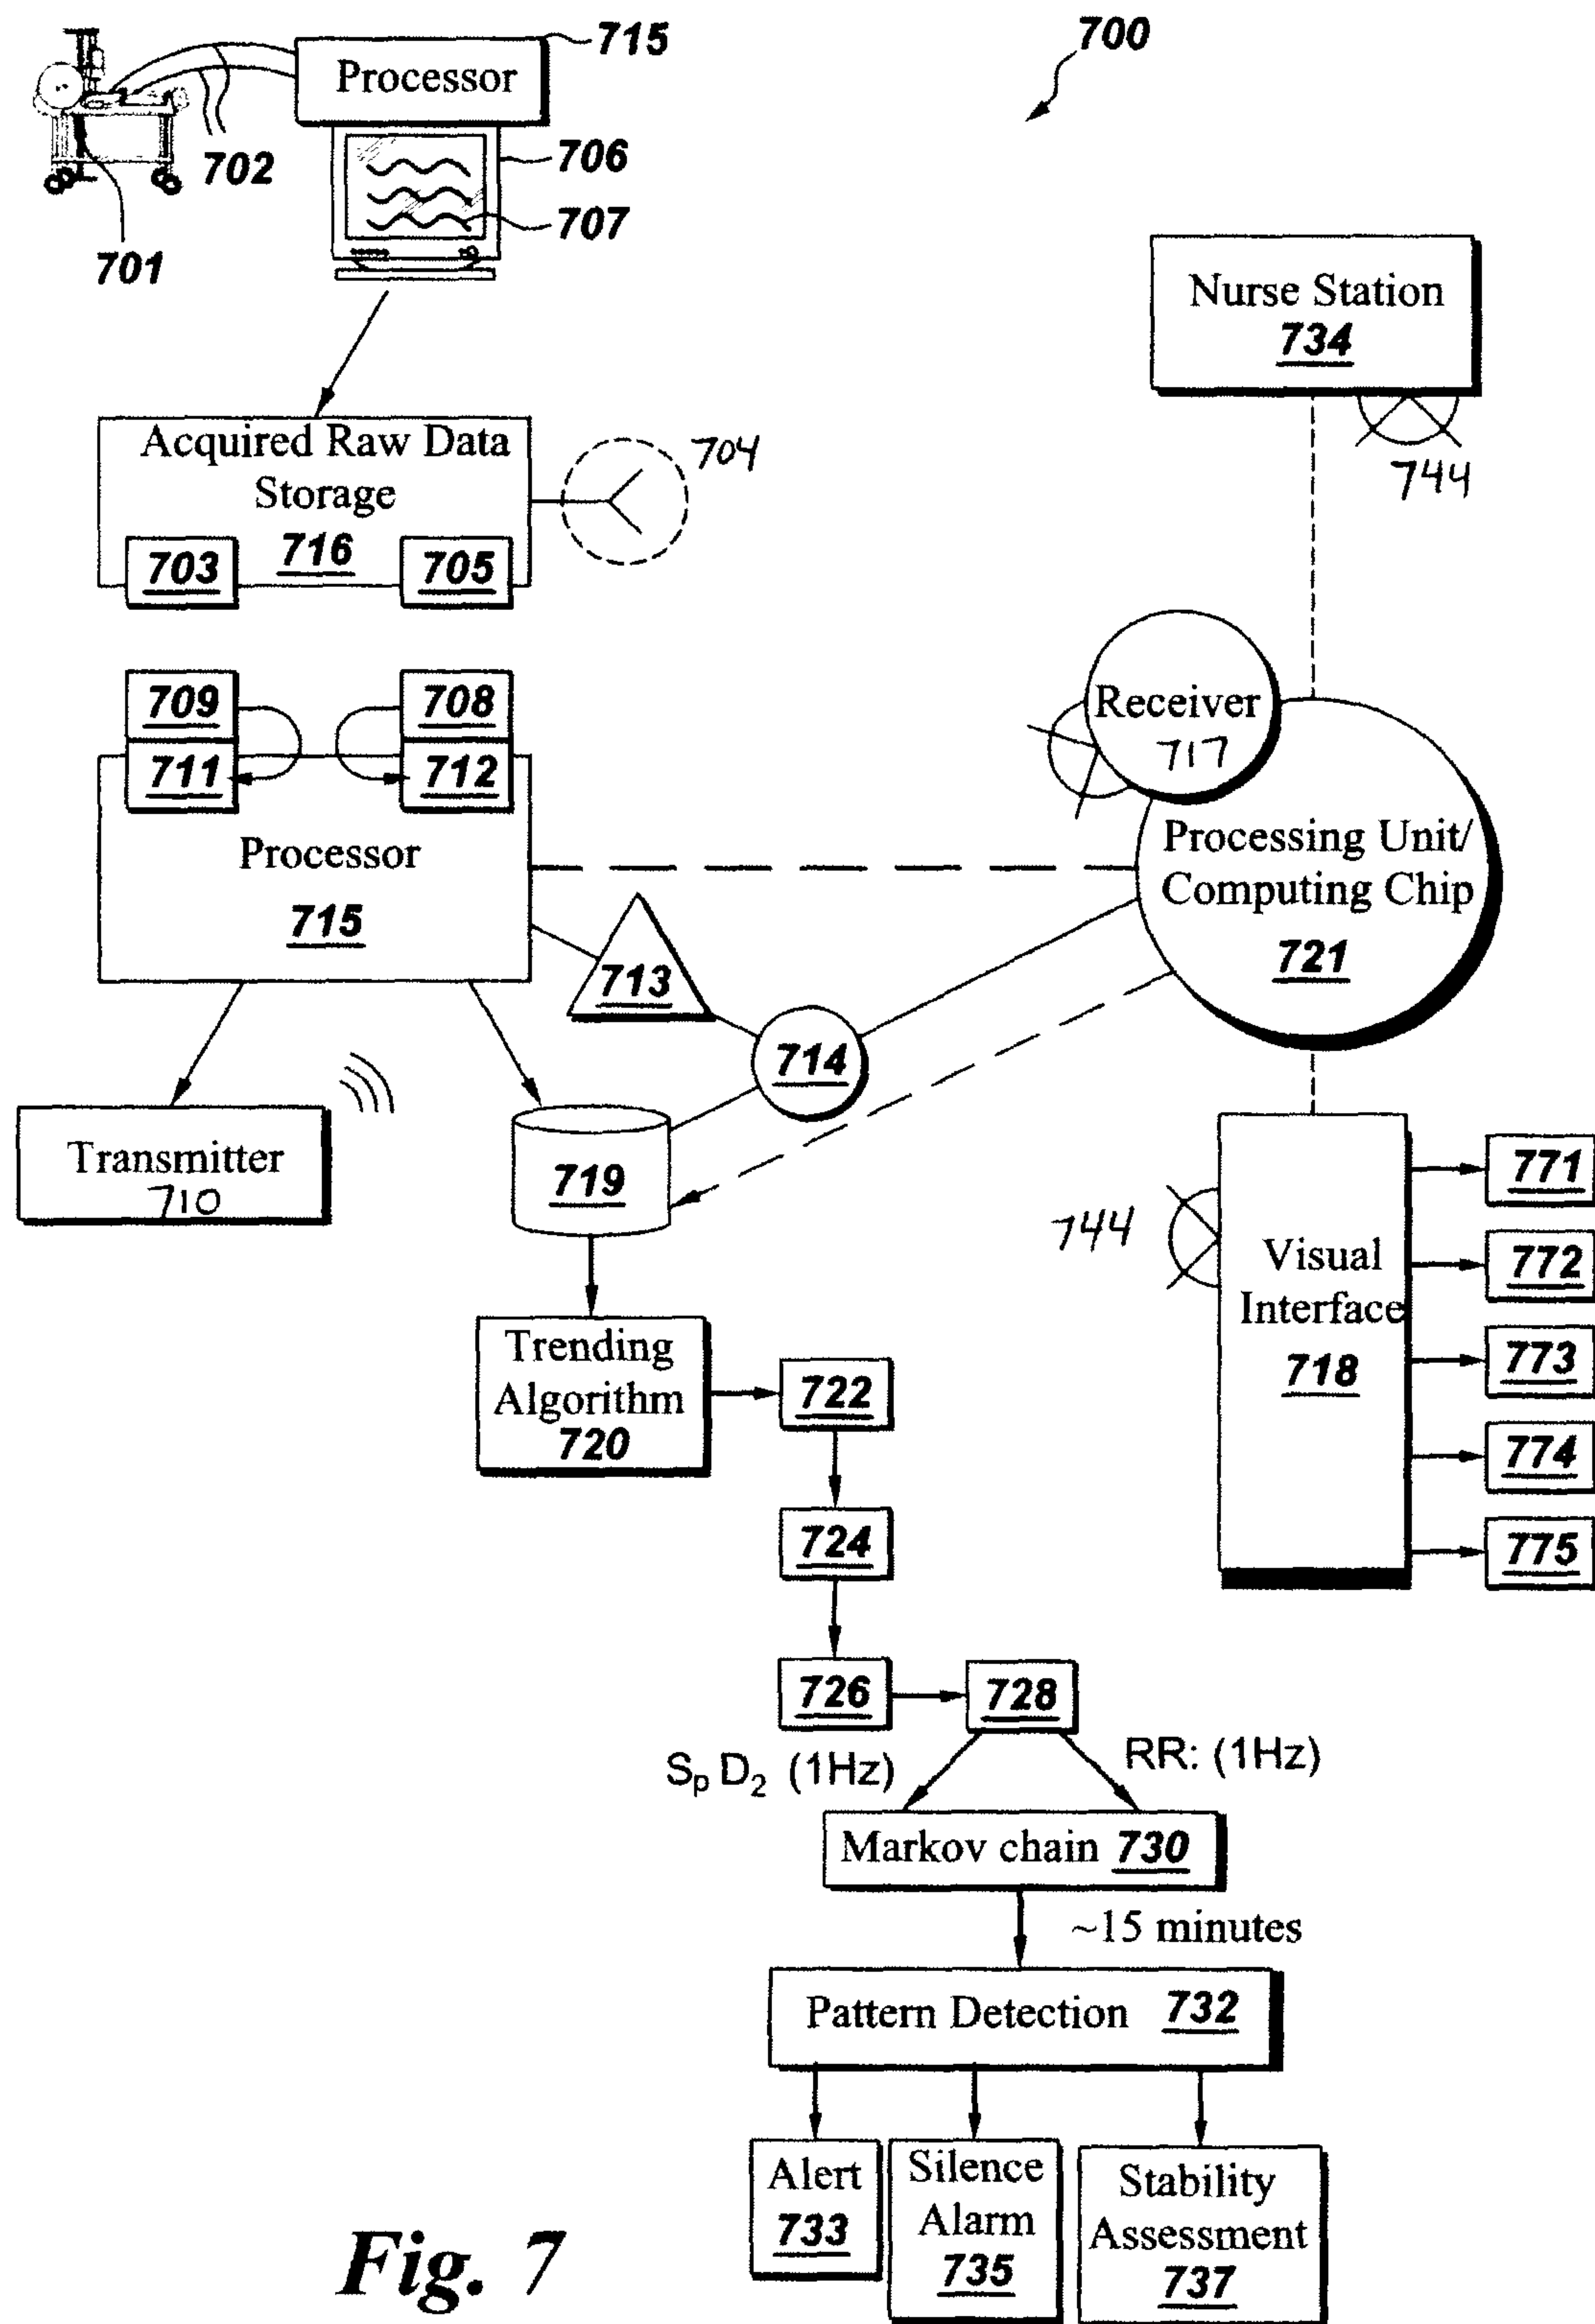 700
715
Processor
702
706
707
701
Nurse Station
734
744
Acquired Raw Data
Storage
716
703
705
704
709
708
711
712
Processor
715
Receiver
717
Processing Unit/
Computing Chip
721
713
714
Transmitter
710
719
744
Visual
Interface
718
771
772
773
774
775
Trending
Algorithm
720
722
724
726
728
SpD2 (1Hz)
RR: (1Hz)
Markov chain 730
~15 minutes
Pattern Detection 732
Alert
733
Silence
Alarm
735
Stability
Assessment
737
Fig. 7